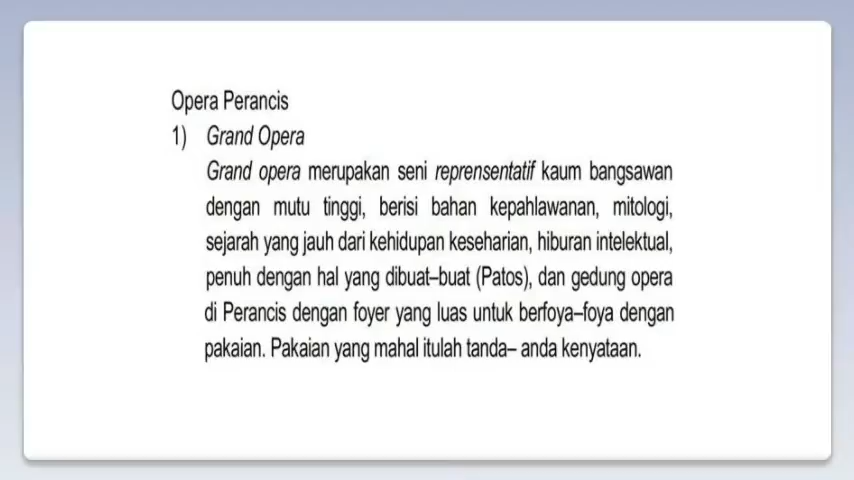 Opera Perancis
1) Grand Opera
Grand opera merupakan seni reprensentatif kaum bangsawan
dengan mutu tinggi, berisi bahan kepahlawanan, mitologi,
sejarah yang jauh dari kehidupan keseharian, hiburan intelektual,
penuh dengan hal yang dibuat–buat (Patos), dan gedung opera
di Perancis dengan foyer yang luas untuk berfoya–foya dengan
pakaian. Pakaian yang mahal itulah tanda– anda kenyataan.